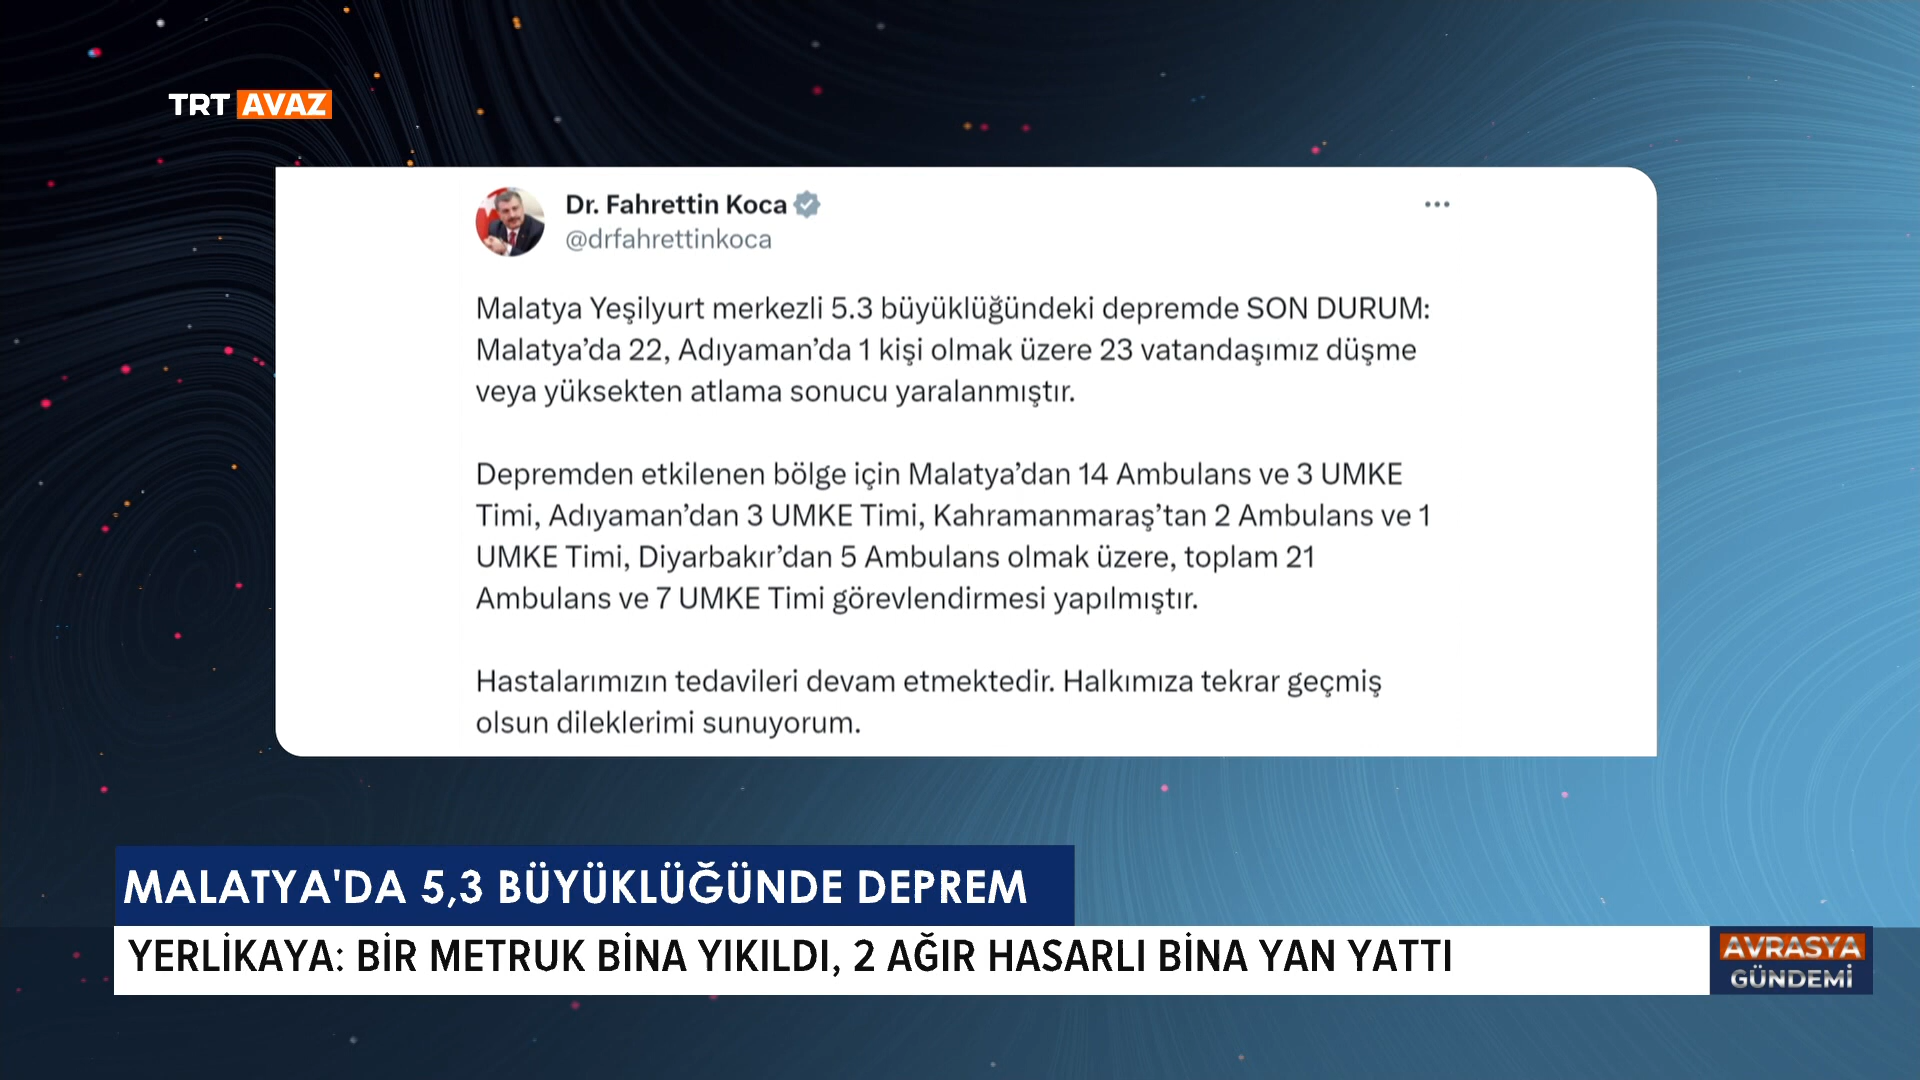 TRT AVAZ
Dr. Fahrettin Koca
@drfahrettinkoca
Malatya Yeşilyurt merkezli 5.3 büyüklüğündeki depremde SON DURUM:
Malatya’da 22, Adıyaman’da 1 kişi olmak üzere 23 vatandaşımız düşme
veya yüksekten atlama sonucu yaralanmıştır.
Depremden etkilenen bölge için Malatya’dan 14 Ambulans ve 3 UMKE
Timi, Adıyaman’dan 3 UMKE Timi, Kahramanmaraş’tan 2 Ambulans ve 1
UMKE Timi, Diyarbakır’dan 5 Ambulans olmak üzere, toplam 21
Ambulans ve 7 UMKE Timi görevlendirmesi yapılmıştır.
Hastalarımızın tedavileri devam etmektedir. Halkımıza tekrar geçmiş
olsun dileklerimi sunuyorum.
MALATYA'DA 5,3 BÜYÜKLÜĞÜNDE DEPREM
YERLİKAYA: BİR METRUK BİNA YIKILDI, 2 AĞIR HASARLI BİNA YAN YATTI
AVRASYA
GÜNDEMİ